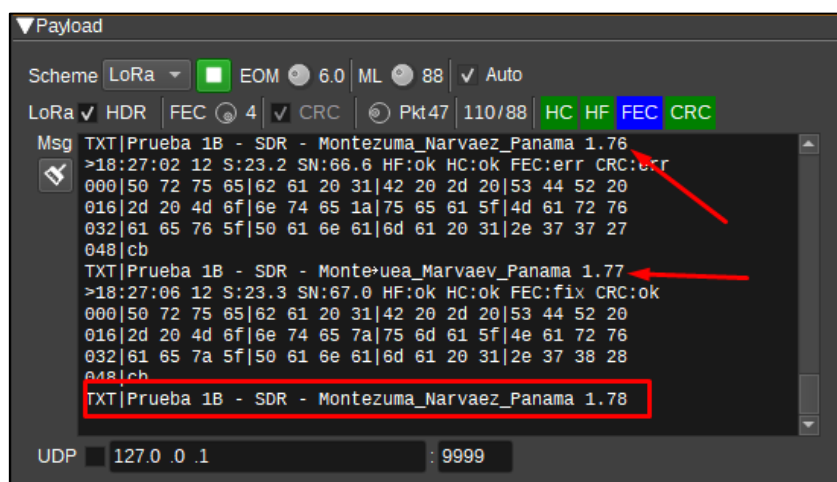 ▼Payload
Scheme LoRa EOM 6.0 ML 88 ✓ Auto
LoRa ✓ HDR FEC 4 ✓ CRC Pkt47 110/88 HC HF FEC CRC
Msg TXT|Prueba 1B - SDR - Montezuma_Narvaez_Panama 1.76
>18:27:02 12 S:23.2 SN:66.6 HF:ok HC:ok FEC:err CRC:err
000|50 72 75 65|62 61 20 31|42 20 2d 20|53 44 52 20
016|2d 20 4d 6f|6e 74 65 1a|75 65 61 5f|4d 61 72 76
032|61 65 76 5f|50 61 6e 61|6d 61 20 31|2e 37 37 27
048|cb
TXT|Prueba 1B - SDR - Monte→uea_Marvaev_Panama 1.77
>18:27:06 12 S:23.3 SN:67.0 HF:ok HC:ok FEC:fix CRC:ok
000|50 72 75 65|62 61 20 31|42 20 2d 20|53 44 52 20
016|2d 20 4d 6f|6e 74 65 7a|75 6d 61 5f|4e 61 72 76
032|61 65 7a 5f|50 61 6e 61|6d 61 20 31|2e 37 38 28
048|cb
TXT|Prueba 1B - SDR - Montezuma_Narvaez_Panama 1.78
UDP 127.0 .0 .1 : 9999